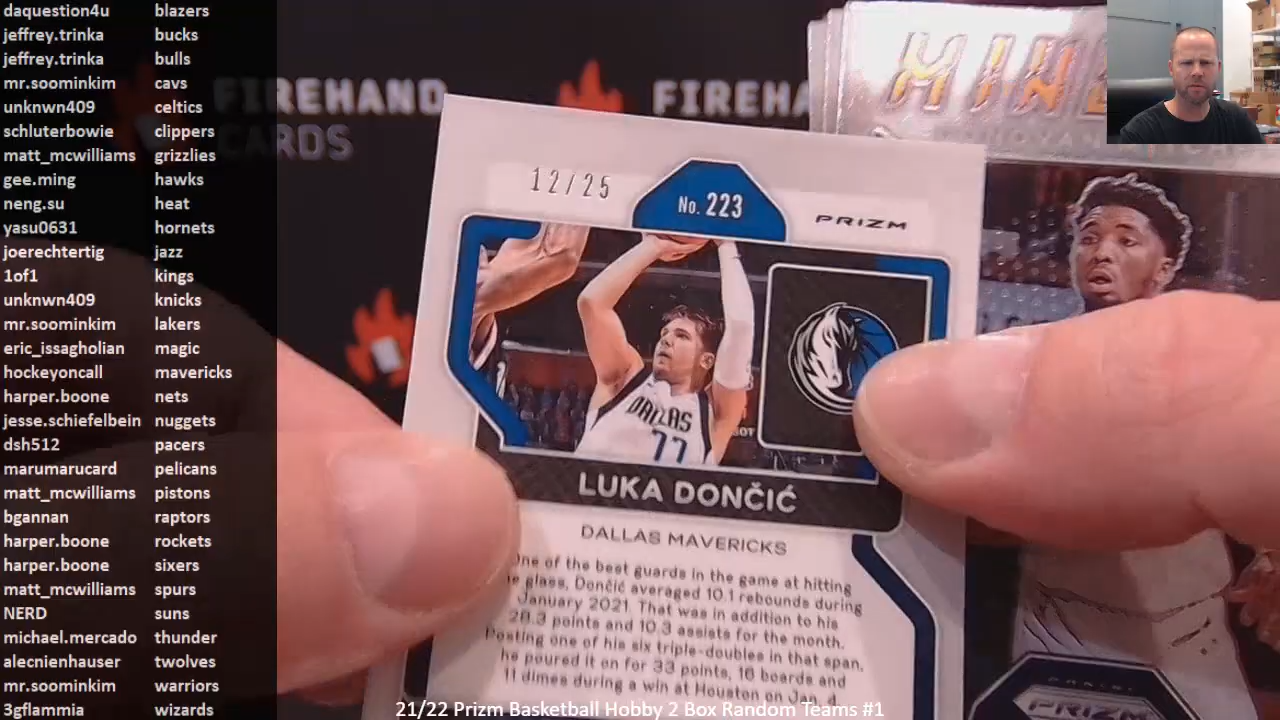 daquestion4u blazers
jeffrey.trinka bucks
jeffrey.trinka bulls
mr.soominkim cavs
unknwn409 celtics
schluterbowie clippers
matt_mcwilliams grizzlies
gee.ming hawks
neng.su heat
yasu0631 hornets
joerechtertig jazz
1of1 kings
unknwn409 knicks
mr.soominkim lakers
eric_issagholian magic
hockeyoncall mavericks
harper.boone nets
jesse.schiefelbein nuggets
dsh512 pacers
marumarucard pelicans
matt_mcwilliams pistons
bgannan raptors
harper.boone rockets
harper.boone sixers
matt_mcwilliams spurs
NERD suns
michael.mercado thunder
alecnienhauser twolves
mr.soominkim warriors
3gflammia wizards
FIREHAND
CARDS
FIREHA
12/25
No. 223
PRIZM
DALLAS
77
LUKA DONČIĆ
DALLAS MAVERICKS
One of the best guards in the game at hitting
glass, Dončić averaged 10.1 rebounds during
January 2021. That was in addition to his
28.3 points and 10.3 assists for the month.
Posting one of his six triple-doubles in that span,
he poured it on for 33 points, 16 boards and
11 dimes during a win at Houston on Jan. 4.
PANINI
PRIZM
21/22 Prizm Basketball Hobby 2 Box Random Teams #1